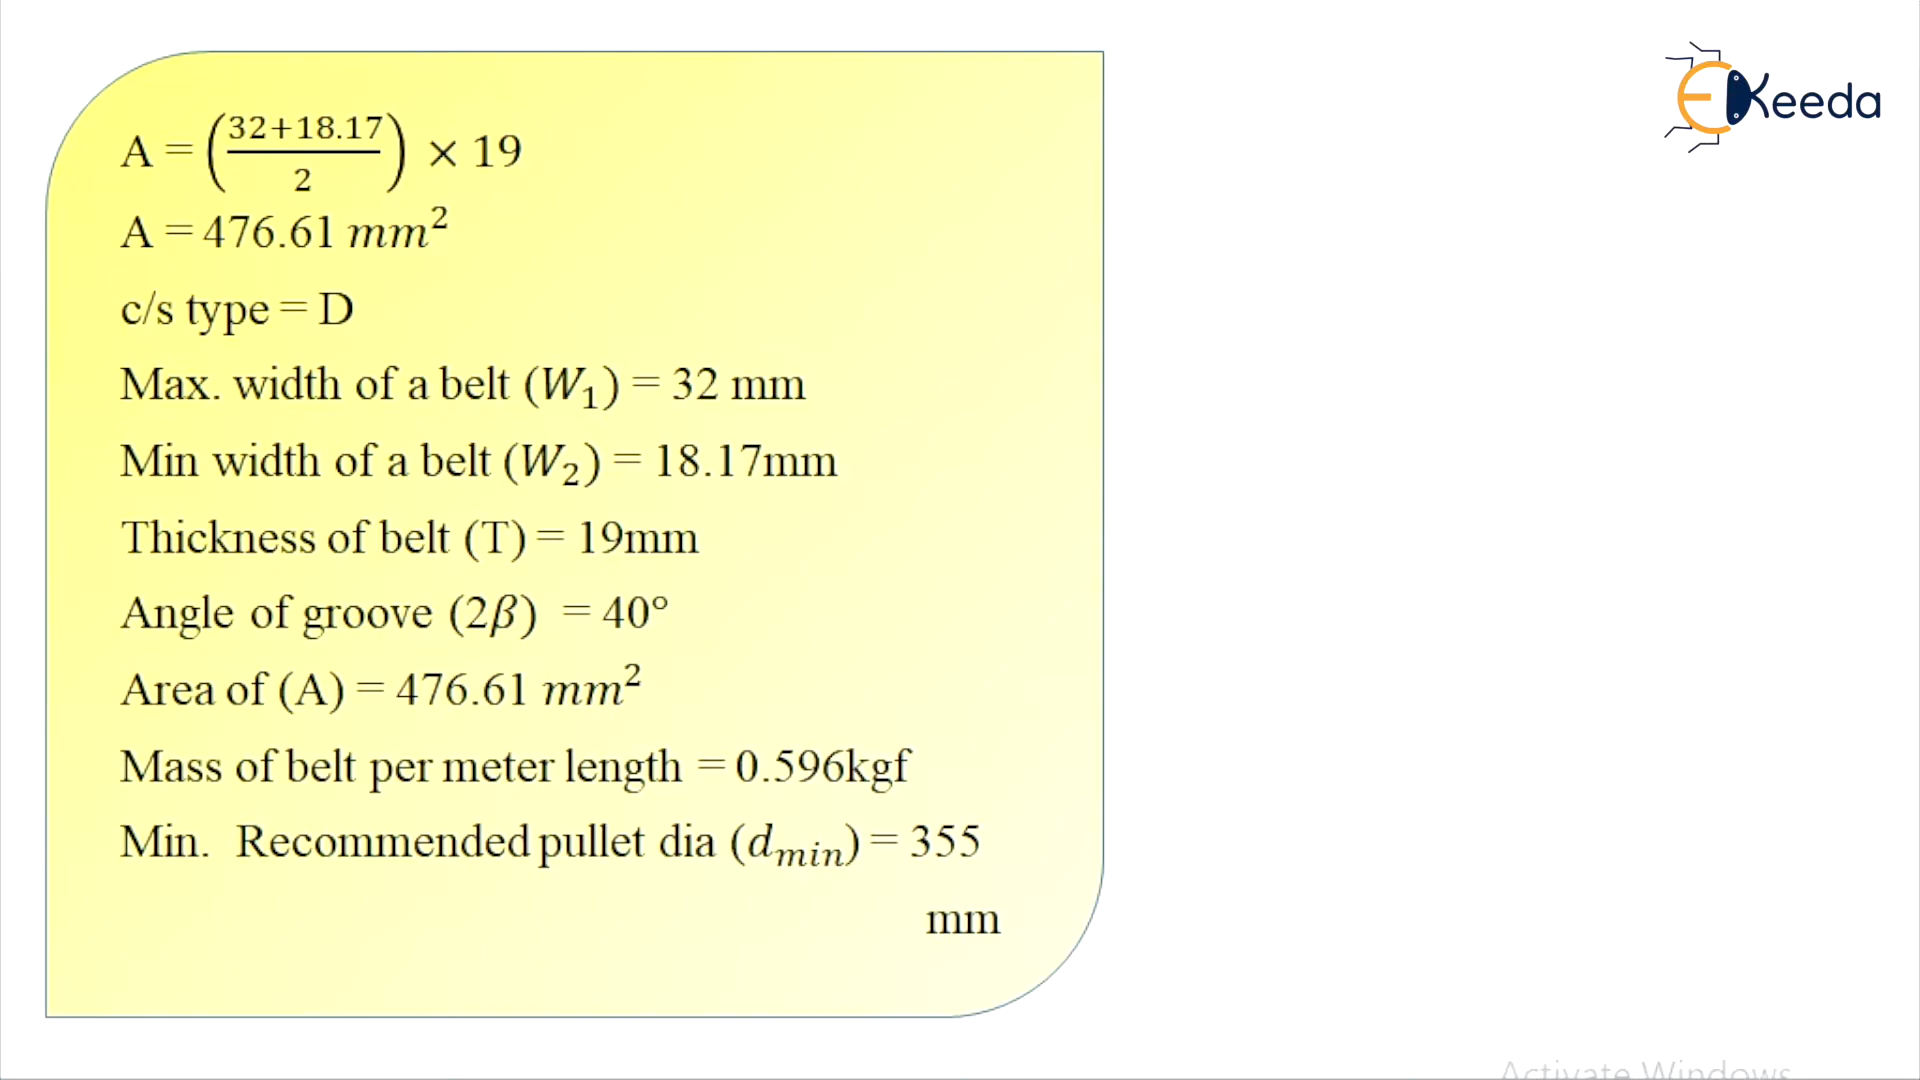 Keeda
A = ((32+18.17)/2) × 19
A = 476.61 mm²
c/s type = D
Max. width of a belt (W₁) = 32 mm
Min width of a belt (W₂) = 18.17mm
Thickness of belt (T) = 19mm
Angle of groove (2β) = 40°
Area of (A) = 476.61 mm²
Mass of belt per meter length = 0.596kgf
Min. Recommended pullet dia (dₘᵢₙ) = 355
mm
Activate Windows